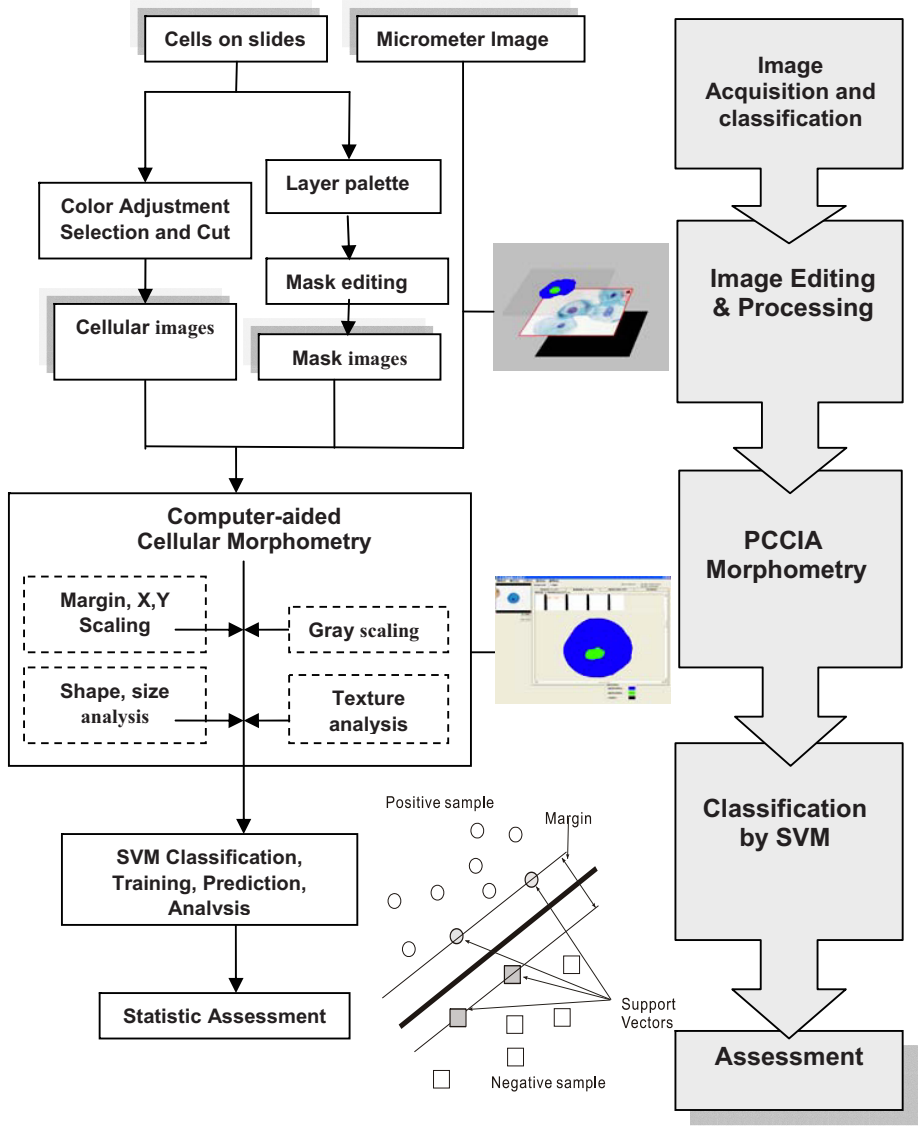 Cells on slides
Micrometer Image
Image
Acquisition and
classification
Layer palette
Color Adjustment
Selection and Cut
Mask editing
Image Editing
& Processing
Cellular images
Mask images
Computer-aided
Cellular Morphometry
PCCIA
Morphometry
Margin, X,Y
Scaling
Gray scaling
Shape, size
analysis
Texture
analysis
Positive sample
Margin
Classification
by SVM
SVM Classification,
Training, Prediction,
Analysis
Support
Vectors
Statistic Assessment
Negative sample
Assessment